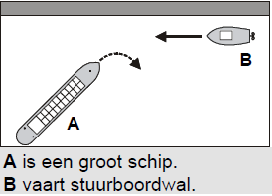 B
A
A is een groot schip.
B vaart stuurboordwal.